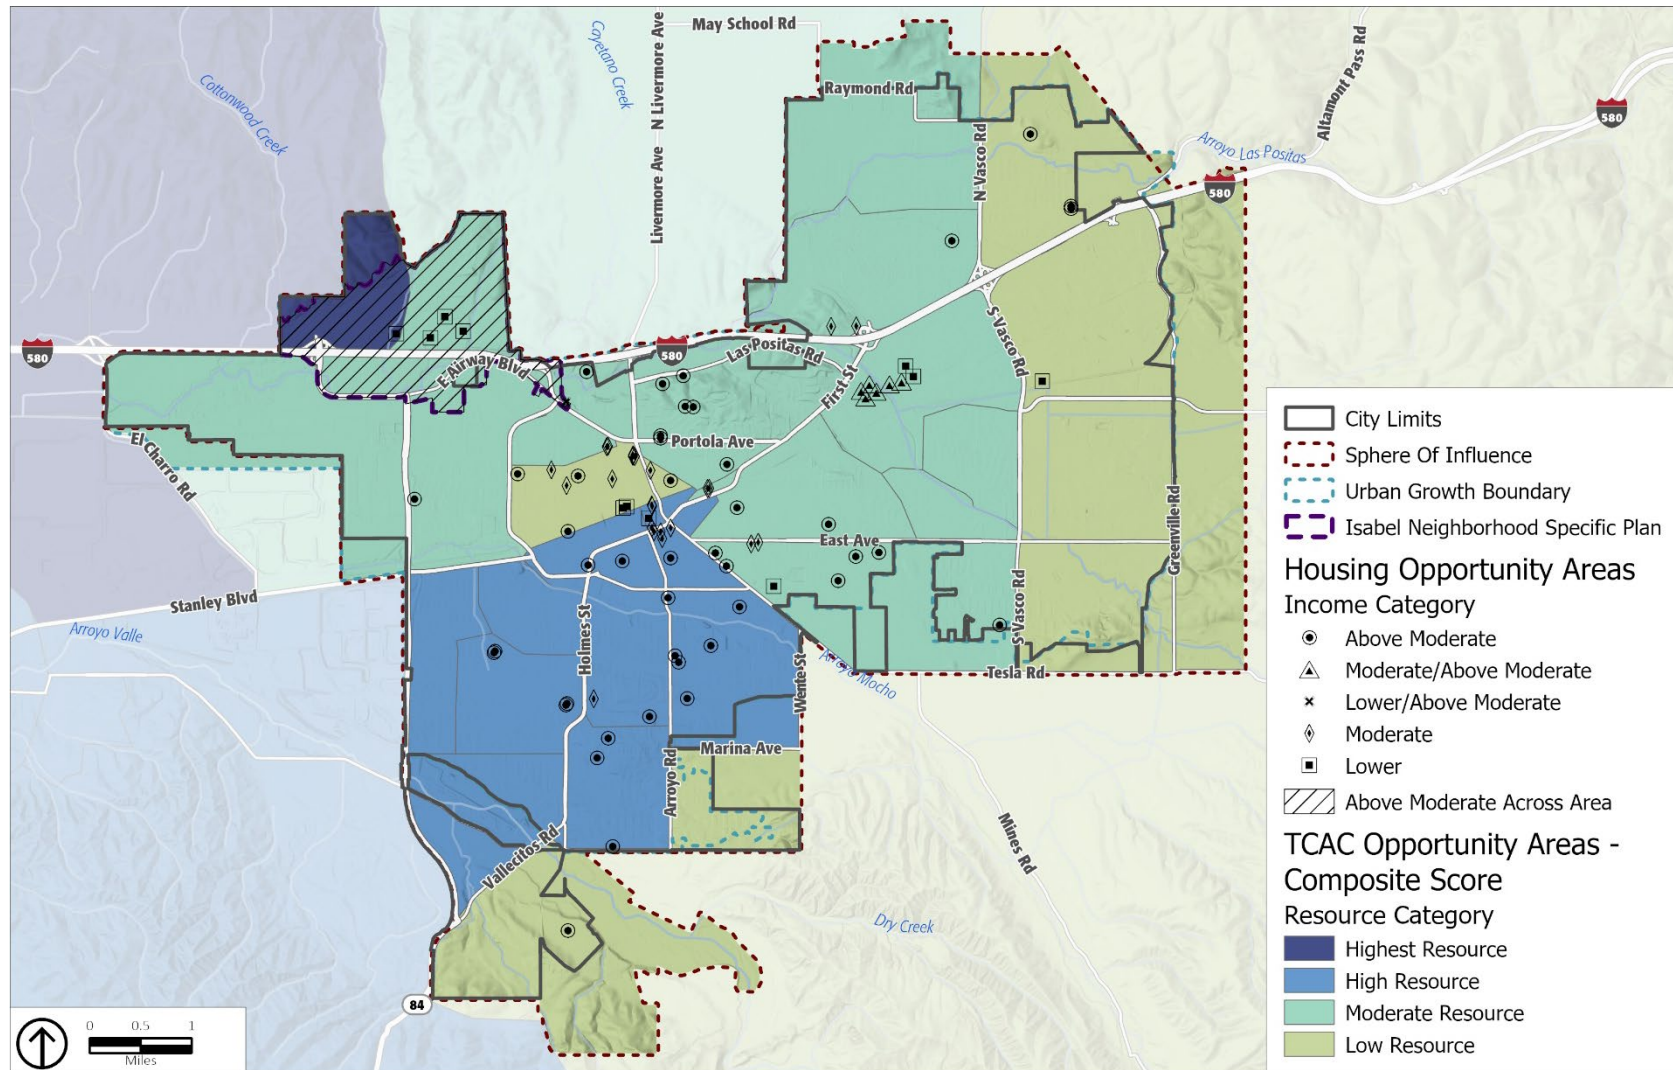 May School Rd
Cayetano Creek
N Livermore Ave
Livermore Ave
Cottonwood Creek
Raymond Rd
Altamont Pass Rd
580
Arroyo Las Positas
580
N Vasco Rd
580
580
Las Positas Rd
E Airway Blvd
First St
S Vasco Rd
El Charro Rd
Portola Ave
East Ave
Greenville Rd
Stanley Blvd
Arroyo Valle
Holmes St
S Vasco Rd
Wente St
Arroyo Mocho
Tesla Rd
Marina Ave
Arroyo Rd
Vallecitos Rd
Mines Rd
Dry Creek
84
0 0.5 1
Miles
City Limits
Sphere Of Influence
Urban Growth Boundary
Isabel Neighborhood Specific Plan
Housing Opportunity Areas
Income Category
Above Moderate
Moderate/Above Moderate
Lower/Above Moderate
Moderate
Lower
Above Moderate Across Area
TCAC Opportunity Areas -
Composite Score
Resource Category
Highest Resource
High Resource
Moderate Resource
Low Resource